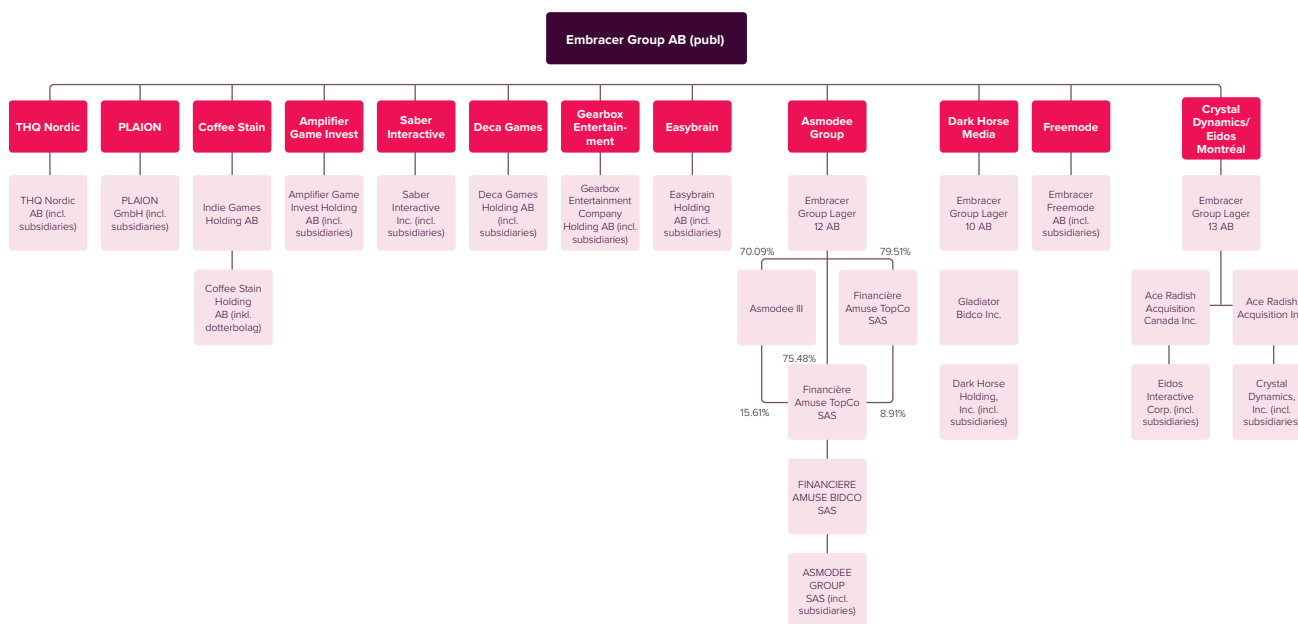 Embracer Group AB (publ)
THQ Nordic
PLAION
Coffee Stain
Amplifier
Game Invest
Saber
Interactive
Deca Games
Gearbox
Entertain-
ment
Easybrain
Asmodee
Group
Dark Horse
Media
Freemode
Crystal
Dynamics/
Eidos
Montréal
THQ Nordic
AB (incl.
subsidiaries)
PLAION
GmbH (incl.
subsidiaries)
Indie Games
Holding AB
Amplifier Game
Invest Holding
AB (incl.
subsidiaries)
Saber
Interactive
Inc. (incl.
subsidiaries)
Deca Games
Holding AB
(incl.
subsidiaries)
Gearbox
Entertainment
Company
Holding AB (incl.
subsidiaries)
Easybrain
Holding
AB (incl.
subsidiaries)
Embracer
Group Lager
12 AB
Embracer
Group Lager
10 AB
Embracer
Freemode
AB (incl.
subsidiaries)
Embracer
Group Lager
13 AB
70.09%
79.51%
Coffee Stain
Holding
AB (inkl.
dotterbolag)
Asmodee III
Financière
Amuse TopCo
SAS
Gladiator
Bidco Inc.
Ace Radish
Acquisition
Canada Inc.
Ace Radish
Acquisition In
75.48%
Financière
Amuse TopCo
SAS
15.61%
8.91%
Dark Horse
Holding,
Inc. (incl.
subsidiaries)
Eidos
Interactive
Corp. (incl.
subsidiaries)
Crystal
Dynamics,
Inc. (incl.
subsidiaries
FINANCIERE
AMUSE BIDCO
SAS
ASMODEE
GROUP
SAS (incl.
subsidiaries)